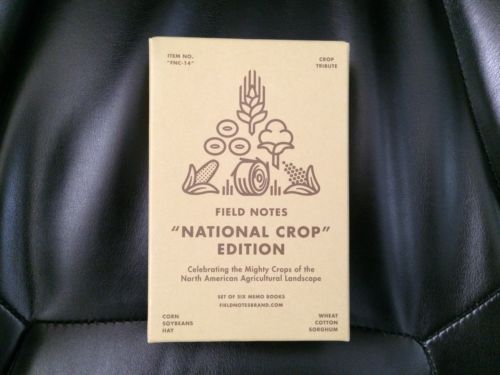 ITEM NO.
"FNC-14"
CROP
TRIBUTE
FIELD NOTES
"NATIONAL CROP"
EDITION
Celebrating the Mighty Crops of the
North American Agricultural Landscape
SET OF SIX MEMO BOOKS
FIELDNOTESBRAND.COM
CORN
SOYBEANS
HAY
WHEAT
COTTON
SORGHUM